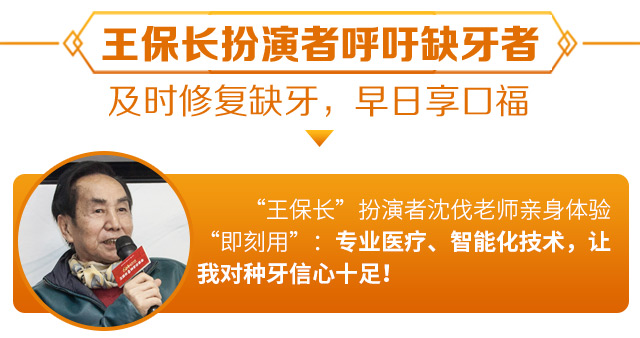 王保长扮演者呼吁缺牙者
及时修复缺牙，早日享口福
“王保长”扮演者沈伐老师亲身体验
“即刻用”：专业医疗、智能化技术，让
我对种牙信心十足！